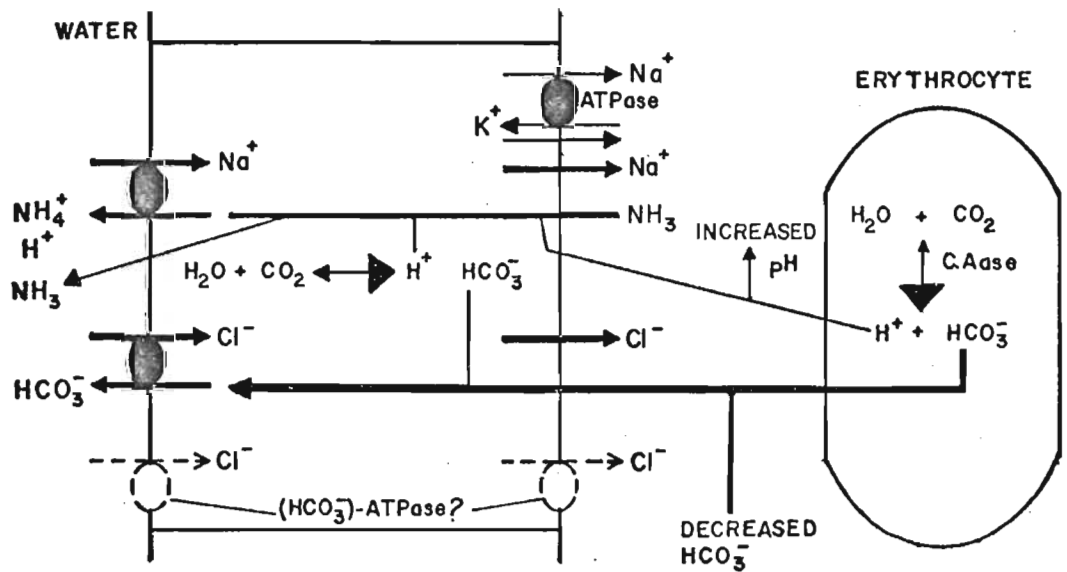 WATER
Na⁺
ERYTHROCYTE
ATPase
K⁺
Na⁺
Na⁺
NH₄⁺
NH₃
H₂O + CO₂
H⁺
INCREASED
pH
C.Aase
H₂O + CO₂
H⁺
HCO₃⁻
NH₃
H⁺ + HCO₃⁻
Cl⁻
Cl⁻
HCO₃⁻
Cl⁻
Cl⁻
(HCO₃⁻)-ATPase?
DECREASED
HCO₃⁻